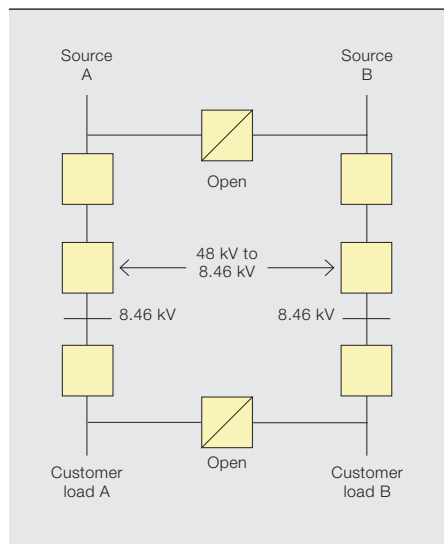 Source
A
Source
B
Open
48 kV to
8.46 kV
8.46 kV
8.46 kV
Open
Customer
load A
Customer
load B